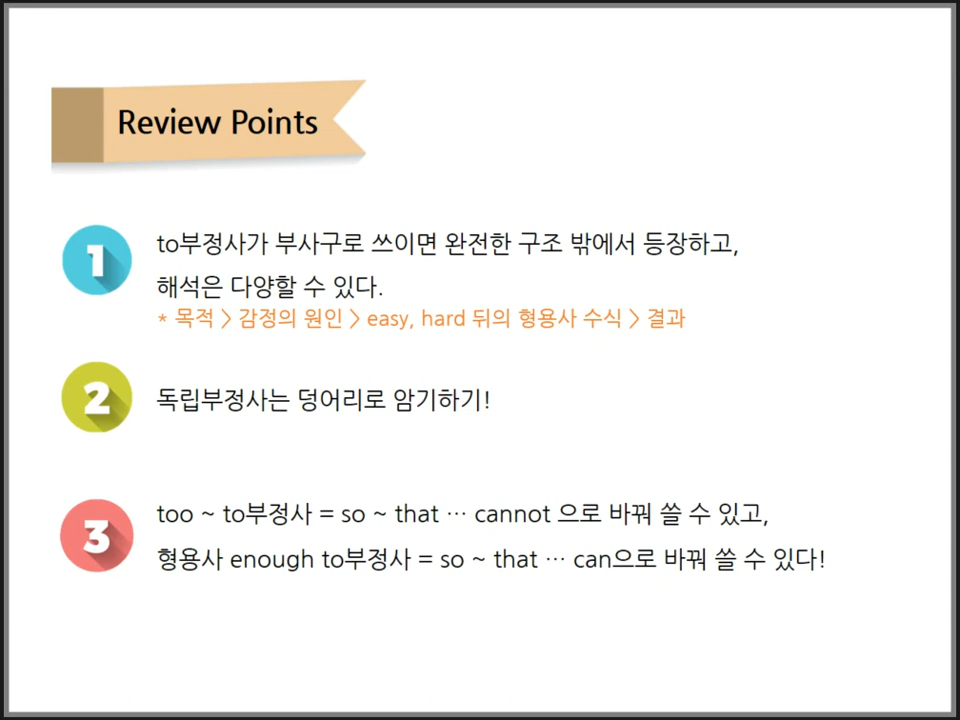 Review Points
1
to부정사가 부사구로 쓰이면 완전한 구조 밖에서 등장하고,
해석은 다양할 수 있다.
* 목적 > 감정의 원인 > easy, hard 뒤의 형용사 수식 > 결과
2
독립부정사는 덩어리로 암기하기!
3
too ~ to부정사 = so ~ that … cannot 으로 바꿔 쓸 수 있고,
형용사 enough to부정사 = so ~ that … can으로 바꿔 쓸 수 있다!